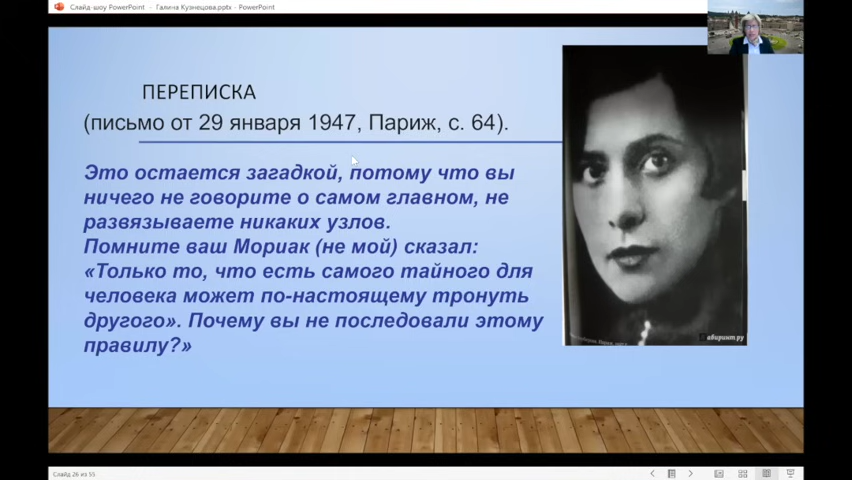 Слайд-шоу PowerPoint - Галина Кузнецова.pptx - PowerPoint
ПЕРЕПИСКА
(письмо от 29 января 1947, Париж, с. 64).
Это остается загадкой, потому что вы
ничего не говорите о самом главном, не
развязываете никаких узлов.
Помните ваш Мориак (не мой) сказал:
«Только то, что есть самого тайного для
человека может по-настоящему тронуть
другого». Почему вы не последовали этому
правилу?»
абиринт.ру
Слайд 26 из 55